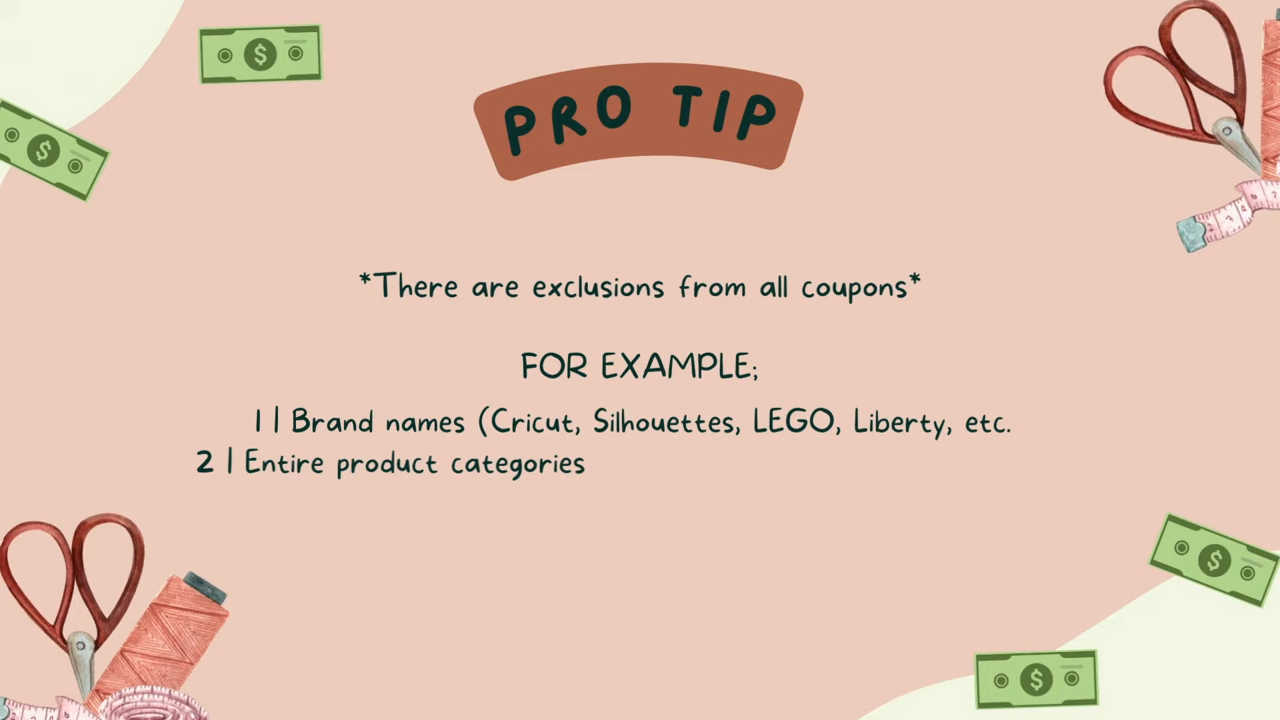 PRO TIP
*There are exclusions from all coupons*
FOR EXAMPLE;
1 | Brand names (Cricut, Silhouettes, LEGO, Liberty, etc.
2 | Entire product categories